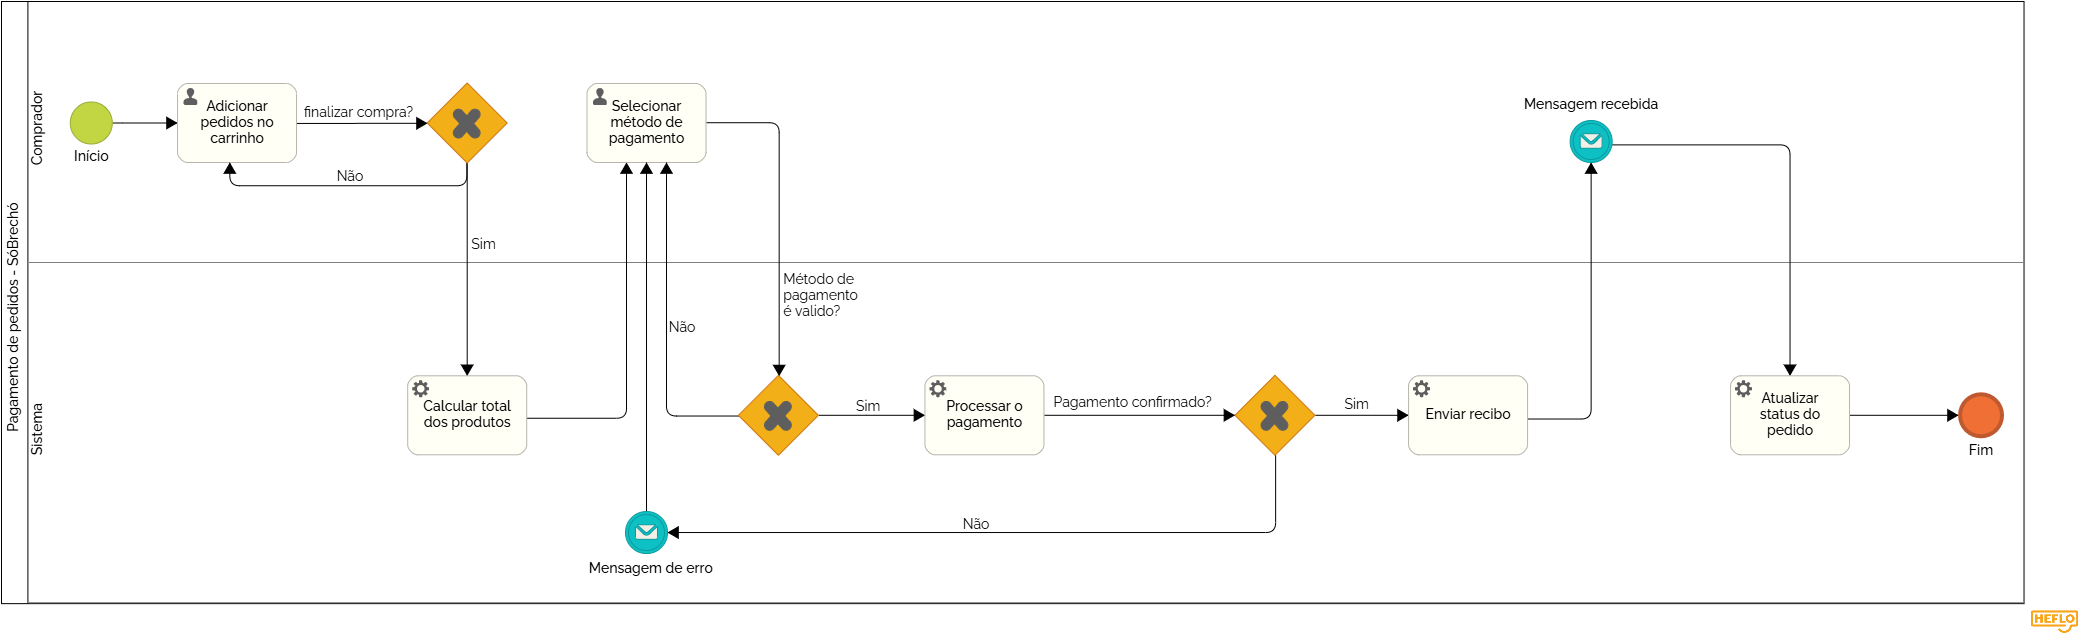 Pagamento de pedidos - SóBrechó
Comprador
Início
Adicionar
pedidos no
carrinho
finalizar compra?
Não
Sim
Selecionar
método de
pagamento
Mensagem recebida
Sistema
Calcular total
dos produtos
Não
Método de
pagamento
é valido?
Sim
Processar o
pagamento
Pagamento confirmado?
Sim
Enviar recibo
Não
Mensagem de erro
Atualizar
status do
pedido
Fim
HEFLO